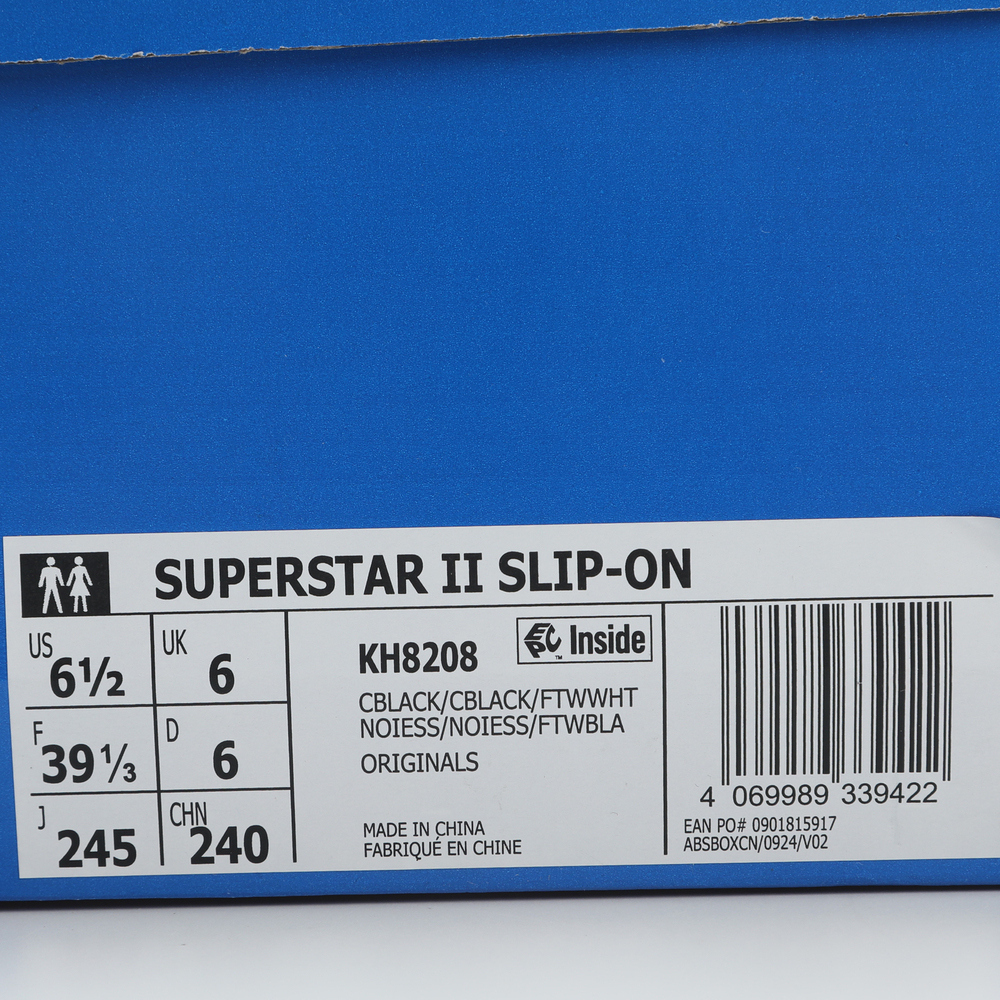 SUPERSTAR II SLIP-ON
US 6½ UK 6
F 39⅓ D 6
J 245 CHN 240
KH8208
EPC Inside
™
CBLACK/CBLACK/FTWWHT
NOIESS/NOIESS/FTWBLA
ORIGINALS
MADE IN CHINA
FABRIQUÉ EN CHINE
4 069989 339422
EAN PO# 0901815917
ABSBOXCN/0924/V02